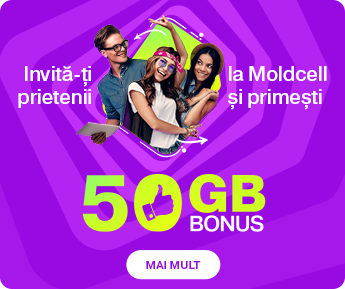 Invită-ți
prietenii
la Moldcell
și primești
50 GB
BONUS
MAI MULT